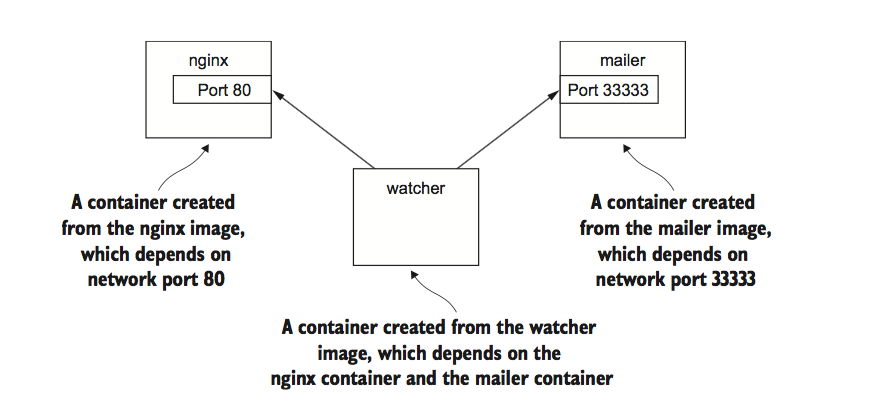 nginx
Port 80
mailer
Port 33333
watcher
A container created
from the nginx image,
which depends on
network port 80
A container created
from the mailer image,
which depends on
network port 33333
A container created from the watcher
image, which depends on the
nginx container and the mailer container